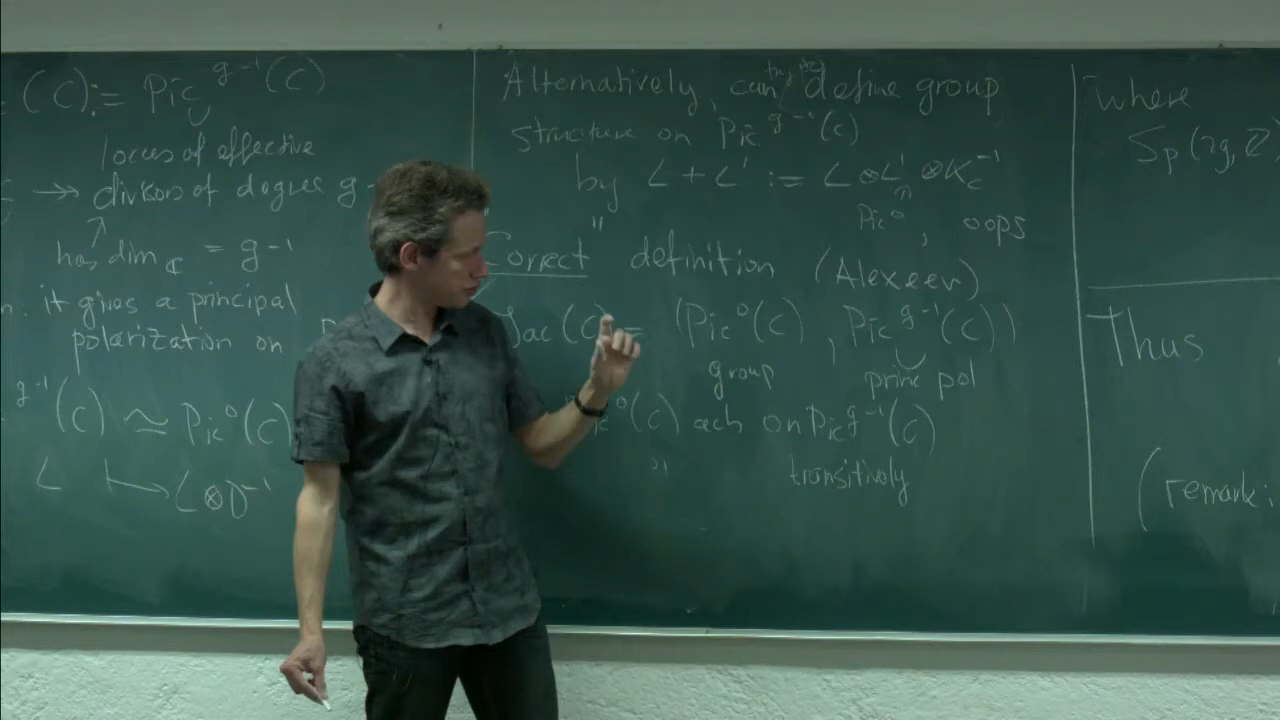 (C) := Pic^{g-1}(C)
locus of effective
→→ divisors of degree g-
has dim_ℂ = g-1
it gives a principal
polarization on
^{g-1}(C) ≃ Pic^0(C)
L ↦ L⊗D^{-1}
Alternatively, can try to define group
structure on Pic^{g-1}(C)
by L + L' := L⊗L'⊗K_C^{-1}
Pic^0, oops
"Correct" definition (Alexeev)
Jac(C) = (Pic^0(C), Pic^{g-1}(C))
group princ pol
^0(C) acts on Pic^{g-1}(C)
transitively
where
Sp(2g, ℤ
Thus
(remark: